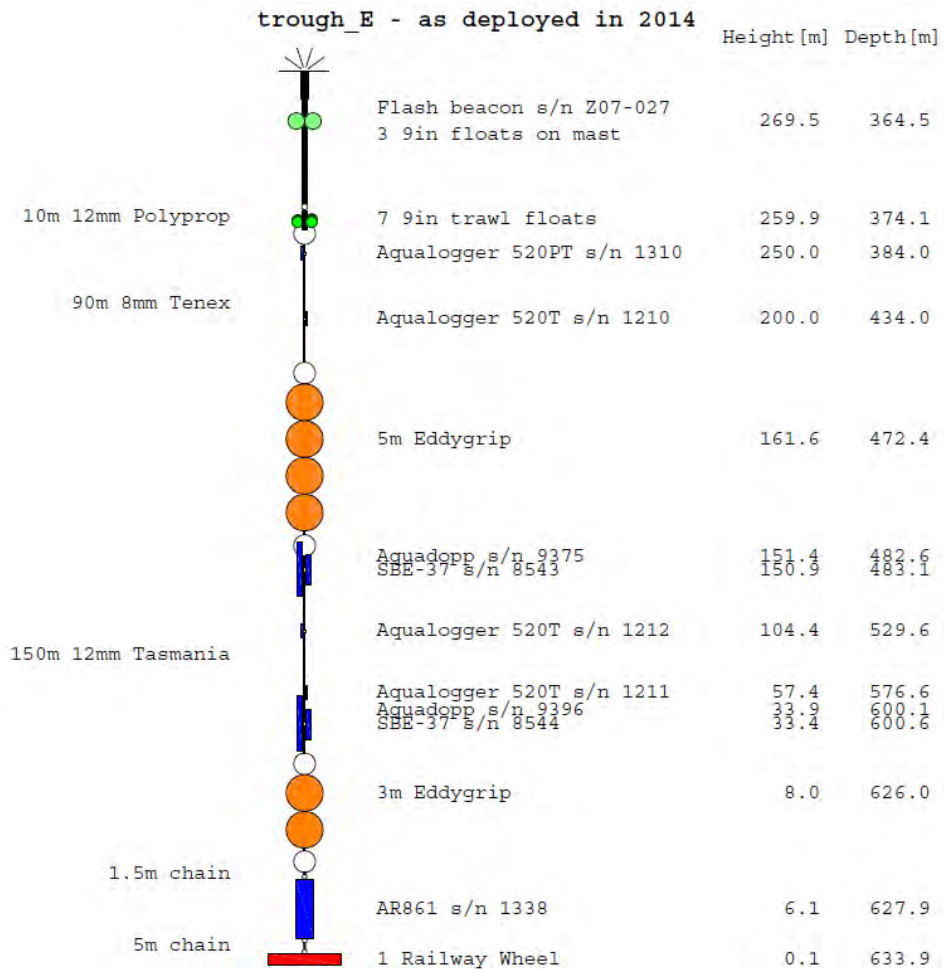 trough_E - as deployed in 2014
Height[m] Depth[m]
Flash beacon s/n Z07-027
3 9in floats on mast 269.5 364.5
10m 12mm Polyprop 7 9in trawl floats 259.9 374.1
Aqualogger 520PT s/n 1310 250.0 384.0
90m 8mm Tenex
Aqualogger 520T s/n 1210 200.0 434.0
5m Eddygrip 161.6 472.4
Aquadopp s/n 9375 151.4 482.6
SBE-37 s/n 8543 150.9 483.1
Aqualogger 520T s/n 1212 104.4 529.6
150m 12mm Tasmania
Aqualogger 520T s/n 1211 57.4 576.6
Aquadopp s/n 9396 33.9 600.1
SBE-37 s/n 8544 33.4 600.6
3m Eddygrip 8.0 626.0
1.5m chain
AR861 s/n 1338 6.1 627.9
5m chain
1 Railway Wheel 0.1 633.9